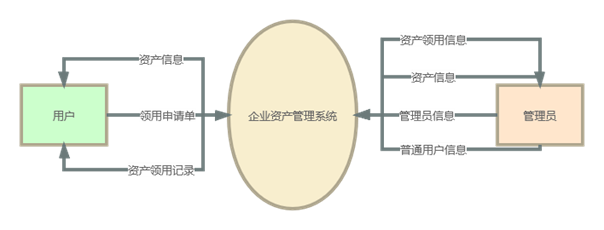 资产信息
用户
领用申请单
资产领用记录
企业资产管理系统
资产领用信息
资产信息
管理员信息
普通用户信息
管理员